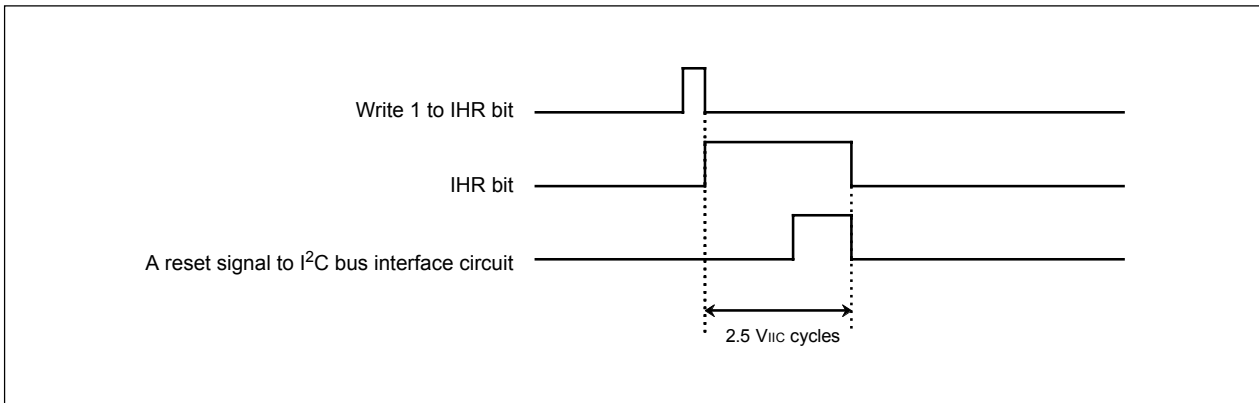 Write 1 to IHR bit
IHR bit
A reset signal to I²C bus interface circuit
2.5 VIIC cycles